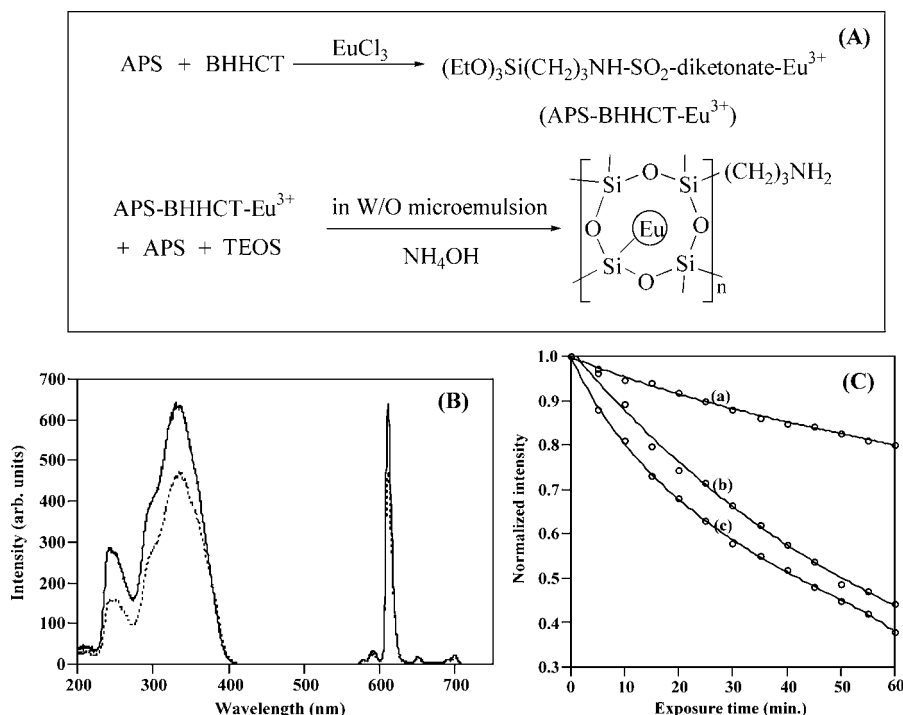 (A)
APS + BHHCT
EuCl₃
(EtO)₃Si(CH₂)₃NH-SO₂-diketonate-Eu³⁺
(APS-BHHCT-Eu³⁺)
APS-BHHCT-Eu³⁺
+ APS + TEOS
in W/O microemulsion
NH₄OH
Si O Si (CH₂)₃NH₂
O Eu O
Si O Si
n
(B)
700
600
500
400
300
200
100
0
200 300 400 500 600 700
Intensity (arb. units)
Wavelength (nm)
(C)
1.0
0.9
0.8
0.7
0.6
0.5
0.4
0.3
(a)
(b)
(c)
0 10 20 30 40 50 60
Normalized intensity
Exposure time (min.)